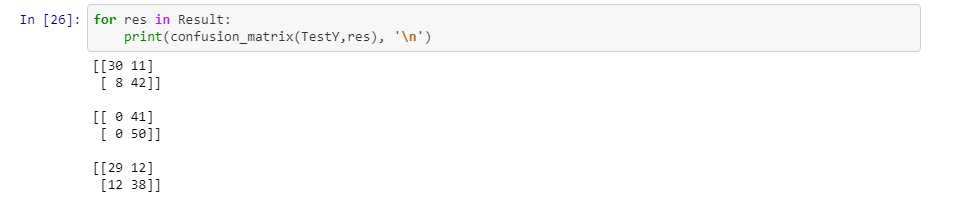 In [26]: for res in Result:
    print(confusion_matrix(TestY,res), '\n')
[[30 11]
 [ 8 42]]
[[ 0 41]
 [ 0 50]]
[[29 12]
 [12 38]]